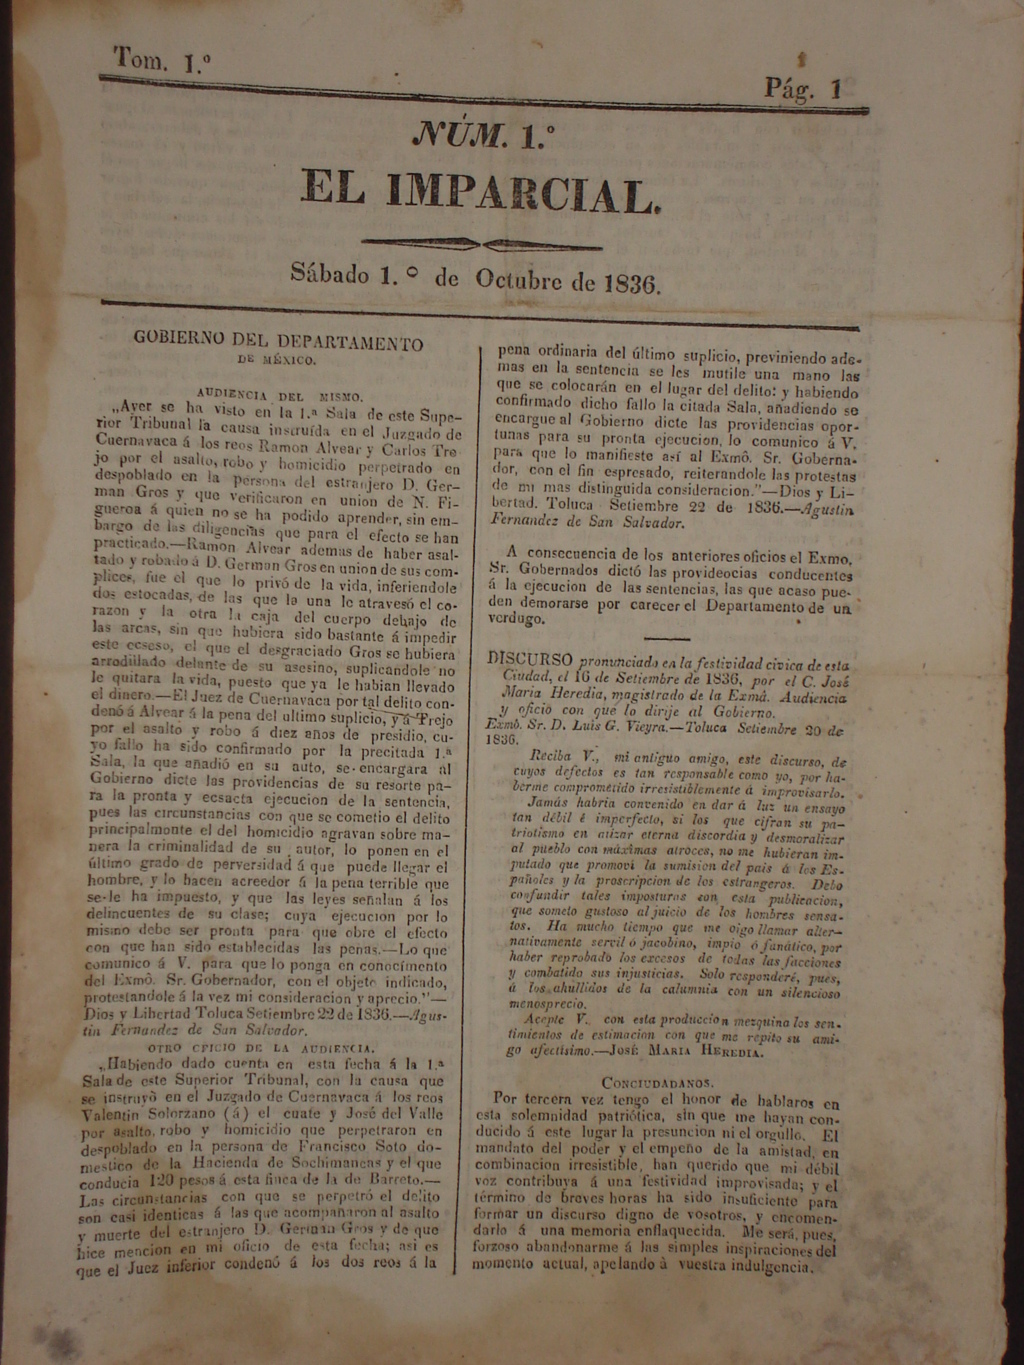 Tom. 1.º
Pág. 1
NÚM. 1.º
EL IMPARCIAL.
Sábado 1.º de Octubre de 1836.
GOBIERNO DEL DEPARTAMENTO
DE MÉXICO.
AUDIENCIA DEL MISMO.
„Ayer se ha visto en la 1.ª Sala de este Supe-
rior Tribunal la causa instruída en el Juzgado de
Cuernavaca á los reos Ramon Alvear y Carlos Tre-
jo por el asalto, robo y homicidio perpetrado en
despoblado en la persona del estranjero D. Ger-
man Gros y que verificaron en union de N. Fi-
gueroa á quien no se ha podido aprender, sin em-
bargo de las diligencias que para el efecto se han
practicado.—Ramon Alvear ademas de haber asal-
tado y robado á D. German Gros en union de sus com-
plices, fue el que lo privó de la vida, infiriendole
dos estocadas, de las que la una le atravesó el co-
razon y la otra la caja del cuerpo debajo de
las arcas, sin que hubiera sido bastante á impedir
este ecseso, el que el desgraciado Gros se hubiera
arrodillado delante de su asesino, suplicandole no
le quitara la vida, puesto que ya le habian llevado
el dinero.—El Juez de Cuernavaca por tal delito con-
denó á Alvear á la pena del ultimo suplicio, y á Trejo
por el asalto y robo á diez años de presidio, cu-
yo fallo ha sido confirmado por la precitada 1.ª
Sala, la que añadió en su auto, se encargara al
Gobierno dicte las providencias de su resorte pa-
ra la pronta y ecsacta ejecucion de la sentencia,
pues las circunstancias con que se cometio el delito
principalmente el del homicidio agravan sobre ma-
nera la criminalidad de su autor, lo ponen en el
último grado de perversidad á que puede llegar el
hombre, y lo hacen acreedor á la pena terrible que
se le ha impuesto, y que las leyes señalan á los
delincuentes de su clase; cuya ejecucion por lo
mismo debe ser pronta para que obre el efecto
con que han sido establecidas las penas.—Lo que
comunico á V. para que lo ponga en conocimento
del Exmô. Sr. Gobernador, con el objeto indicado,
protestandole á la vez mi consideracion y aprecio."—
Dios y Libertad Toluca Setiembre 22 de 1836.—Agus-
tin Fernandez de San Salvador.
OTRO OFICIO DE LA AUDIENCIA.
„Habiendo dado cuenta en esta fecha á la 1.ª
Sala de este Superior Tribunal, con la causa que
se instruyó en el Juzgado de Cuernavaca á los reos
Valentin Solorzano (á) el cuate y José del Valle
por asalto, robo y homicidio que perpetraron en
despoblado en la persona de Francisco Soto do-
mestico de la Hacienda de Sochimancas y el que
conducia 120 pesos á esta finca de la de Barreto.—
Las circunstancias con que se perpetró el delito
son casi identicas á las que acompañaron al asalto
y muerte del estranjero D. German Gros y de que
hice mencion en mi oficio de esta fecha; asi es
que el Juez inferior condenó á los dos reos á la
pena ordinaria del último suplicio, previniendo ade-
mas en la sentencia se les mutile una mano las
que se colocarán en el lugar del delito: y habiendo
confirmado dicho fallo la citada Sala, añadiendo se
encargue al Gobierno dicte las providencias opor-
tunas para su pronta ejecucion, lo comunico á V.
para que lo manifieste así al Exmô. Sr. Goberna-
dor, con el fin espresado, reiterandole las protestas
de mi mas distinguida consideracion."—Dios y Li-
bertad. Toluca Setiembre 22 de 1836.—Agustin
Fernandez de San Salvador.
A consecuencia de los anteriores oficios el Exmo.
Sr. Gobernados dictó las provideocias conducentes
á la ejecucion de las sentencias, las que acaso pue-
den demorarse por carecer el Departamento de un
verdugo.
DISCURSO pronunciado en la festividad civica de esta
Ciudad, el 16 de Setiembre de 1836, por el C. José
Maria Heredia, magistrado de la Exmâ. Audiencia
y oficio con que lo dirije al Gobierno.
Exmô. Sr. D. Luis G. Vieyra.—Toluca Setiembre 20 de
1836.
Reciba V., mi antiguo amigo, este discurso, de
cuyos defectos es tan responsable como yo, por ha-
berme comprometido irresistiblemente á improvisarlo.
Jamás habria convenido en dar á luz un ensayo
tan débil é imperfecto, si los que cifran su pa-
triotismo en atizar eterna discordia y desmoralizar
al pueblo con máximas atroces, no me hubieran im-
putado que promoví la sumision del pais á los Es-
pañoles y la proscripcion de los estrangeros. Debo
confundir tales imposturas con esta publicacion,
que someto gustoso al juicio de los hombres sensa-
tos. Ha mucho tiempo que me oigo llamar alter-
nativamente servil ó jacobino, impío ó fanático, por
haber reprobado los excesos de todas las facciones
y combatido sus injusticias. Solo responderé, pues,
á los ahullidos de la calumnia con un silencioso
menosprecio.
Acepte V. con esta produccion mezquina los sen-
timientos de estimacion con que me repito su ami-
go afectísimo.—José MARIA HEREDIA.
CONCIUDADANOS.
Por tercera vez tengo el honor de hablaros en
esta solemnidad patriótica, sin que me hayan con-
ducido á este lugar la presuncion ni el orgullo. El
mandato del poder y el empeño de la amistad, en
combinacion irresistible, han querido que mi débil
voz contribuya á una festividad improvisada; y el
término de breves horas ha sido insuficiente para
formar un discurso digno de vosotros, y encomen-
darlo á una memoria enflaquecida. Me será, pues,
forzoso abandonarme á las simples inspiraciones del
momento actual, apelando à vuestra indulgencia.